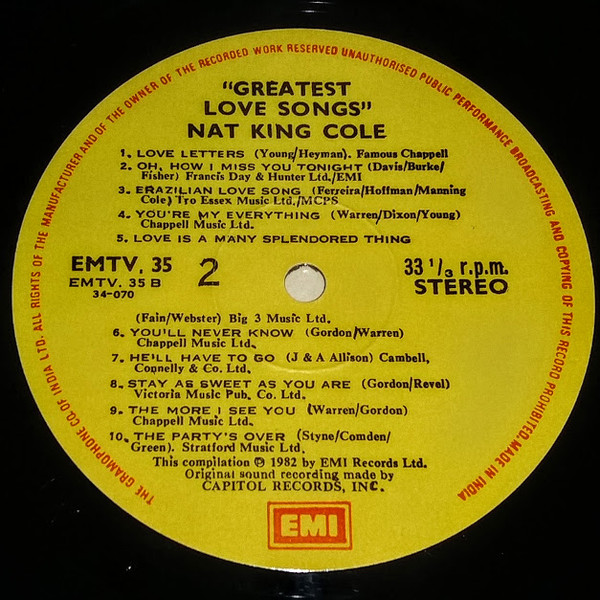 THE GRAMOPHONE CO. OF INDIA LTD. ALL RIGHTS OF THE MANUFACTURER AND OF THE OWNER OF THE RECORDED WORK RESERVED UNAUTHORISED PUBLIC PERFORMANCE BROADCASTING AND COPYING OF THIS RECORD PROHIBITED. MADE IN INDIA
"GREATEST
LOVE SONGS"
NAT KING COLE
1. LOVE LETTERS (Young/Heyman). Famous Chappell
2. OH, HOW I MISS YOU TONIGHT (Davis/Burke/
Fisher) Francis Day & Hunter Ltd./EMI
3. ERAZILIAN LOVE SONG (Ferreira/Hoffman/Manning
Cole) Tro Essex Music Ltd./MCPS
4. YOU'RE MY EVERYTHING (Warren/Dixon/Young)
Chappell Music Ltd.
5. LOVE IS A MANY SPLENDORED THING
EMTV. 35
EMTV. 35 B
34-070
2
33 1/3 r.p.m.
STEREO
(Fain/Webster) Big 3 Music Ltd.
6. YOU'LL NEVER KNOW (Gordon/Warren)
Chappell Music Ltd.
7. HE'LL HAVE TO GO (J & A Allison) Cambell,
Copnelly & Co. Ltd.
8. STAY AS SWEET AS YOU ARE (Gordon/Revel)
Victoria Music Pub. Co. Ltd.
9. THE MORE I SEE YOU (Warren/Gordon)
Chappell Music Ltd.
10. THE PARTY'S OVER (Styne/Comden/
Green). Stratford Music Ltd.
This compilation ℗ 1982 by EMI Records Ltd.
Original sound recording made by
CAPITOL RECORDS, INC.
EMI